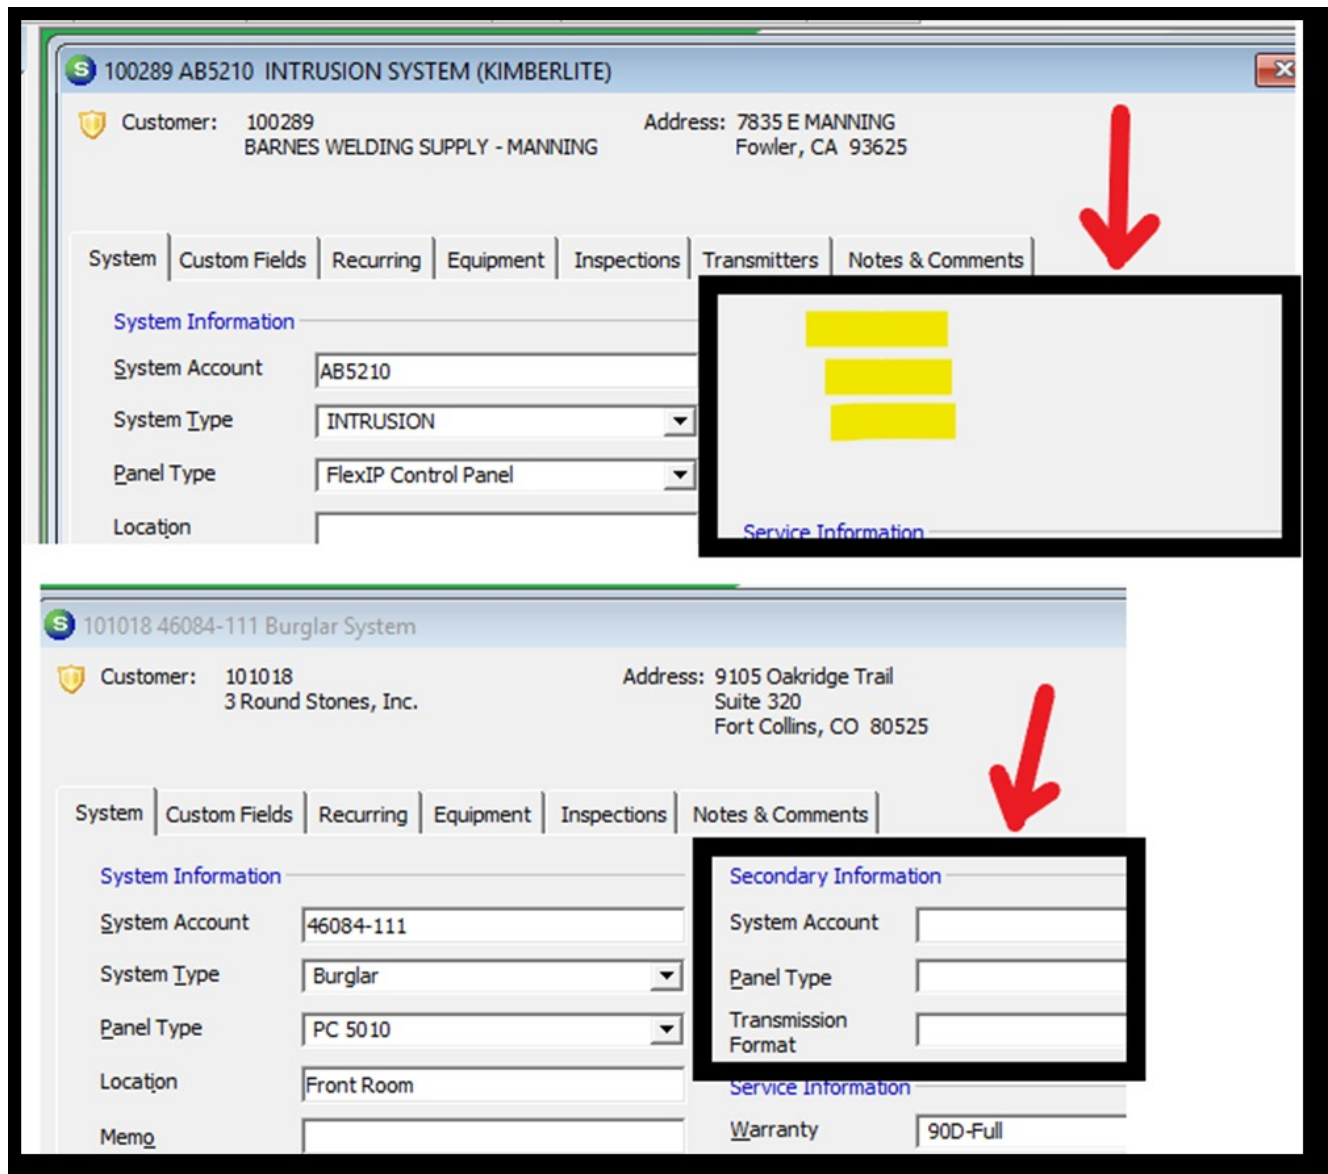 100289 AB5210 INTRUSION SYSTEM (KIMBERLITE)
Customer: 100289 Address: 7835 E MANNING
BARNES WELDING SUPPLY - MANNING Fowler, CA 93625
System Custom Fields Recurring Equipment Inspections Transmitters Notes & Comments
System Information
System Account AB5210
System Type INTRUSION
Panel Type FlexIP Control Panel
Location
Service Information
101018 46084-111 Burglar System
Customer: 101018 Address: 9105 Oakridge Trail
3 Round Stones, Inc. Suite 320
Fort Collins, CO 80525
System Custom Fields Recurring Equipment Inspections Notes & Comments
System Information Secondary Information
System Account 46084-111 System Account
System Type Burglar Panel Type
Panel Type PC 5010 Transmission
Format
Location Front Room Service Information
Memo Warranty 90D-Full